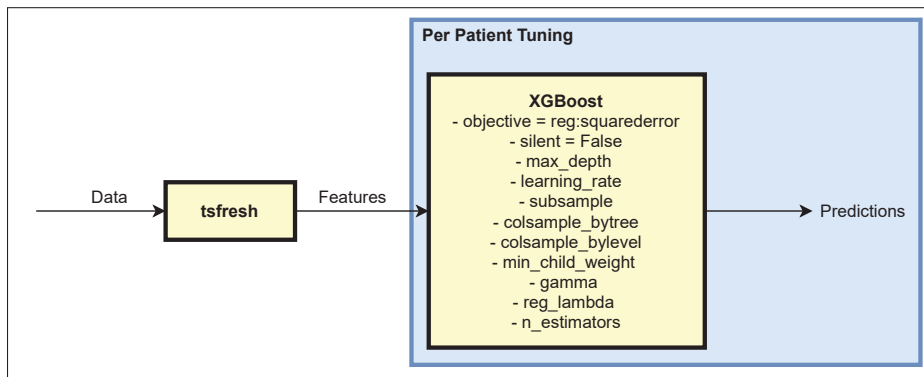 Per Patient Tuning
XGBoost
- objective = reg:squarederror
- silent = False
- max_depth
- learning_rate
- subsample
- colsample_bytree
- colsample_bylevel
- min_child_weight
- gamma
- reg_lambda
- n_estimators
Data
tsfresh
Features
Predictions